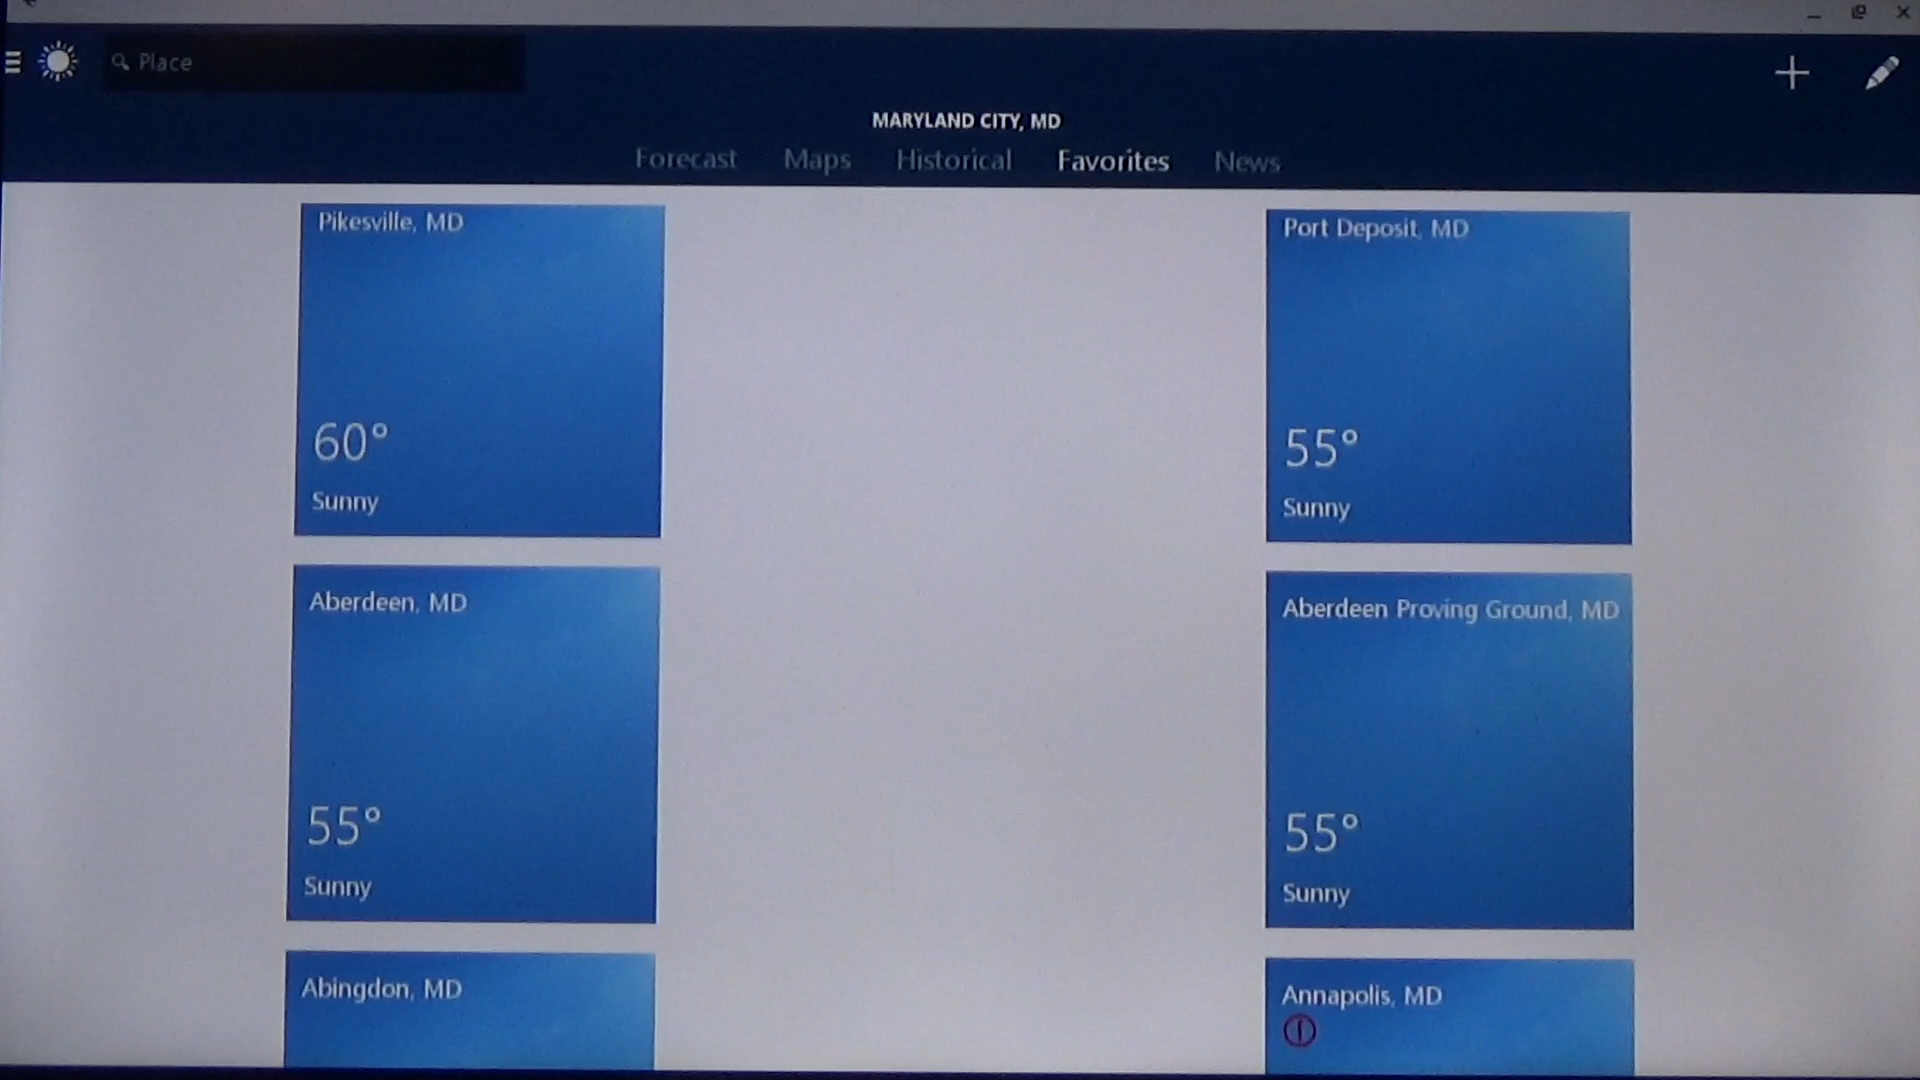 Place
MARYLAND CITY, MD
Forecast Maps Historical Favorites News
Pikesville, MD
60°
Sunny
Port Deposit, MD
55°
Sunny
Aberdeen, MD
55°
Sunny
Aberdeen Proving Ground, MD
55°
Sunny
Abingdon, MD
Annapolis, MD